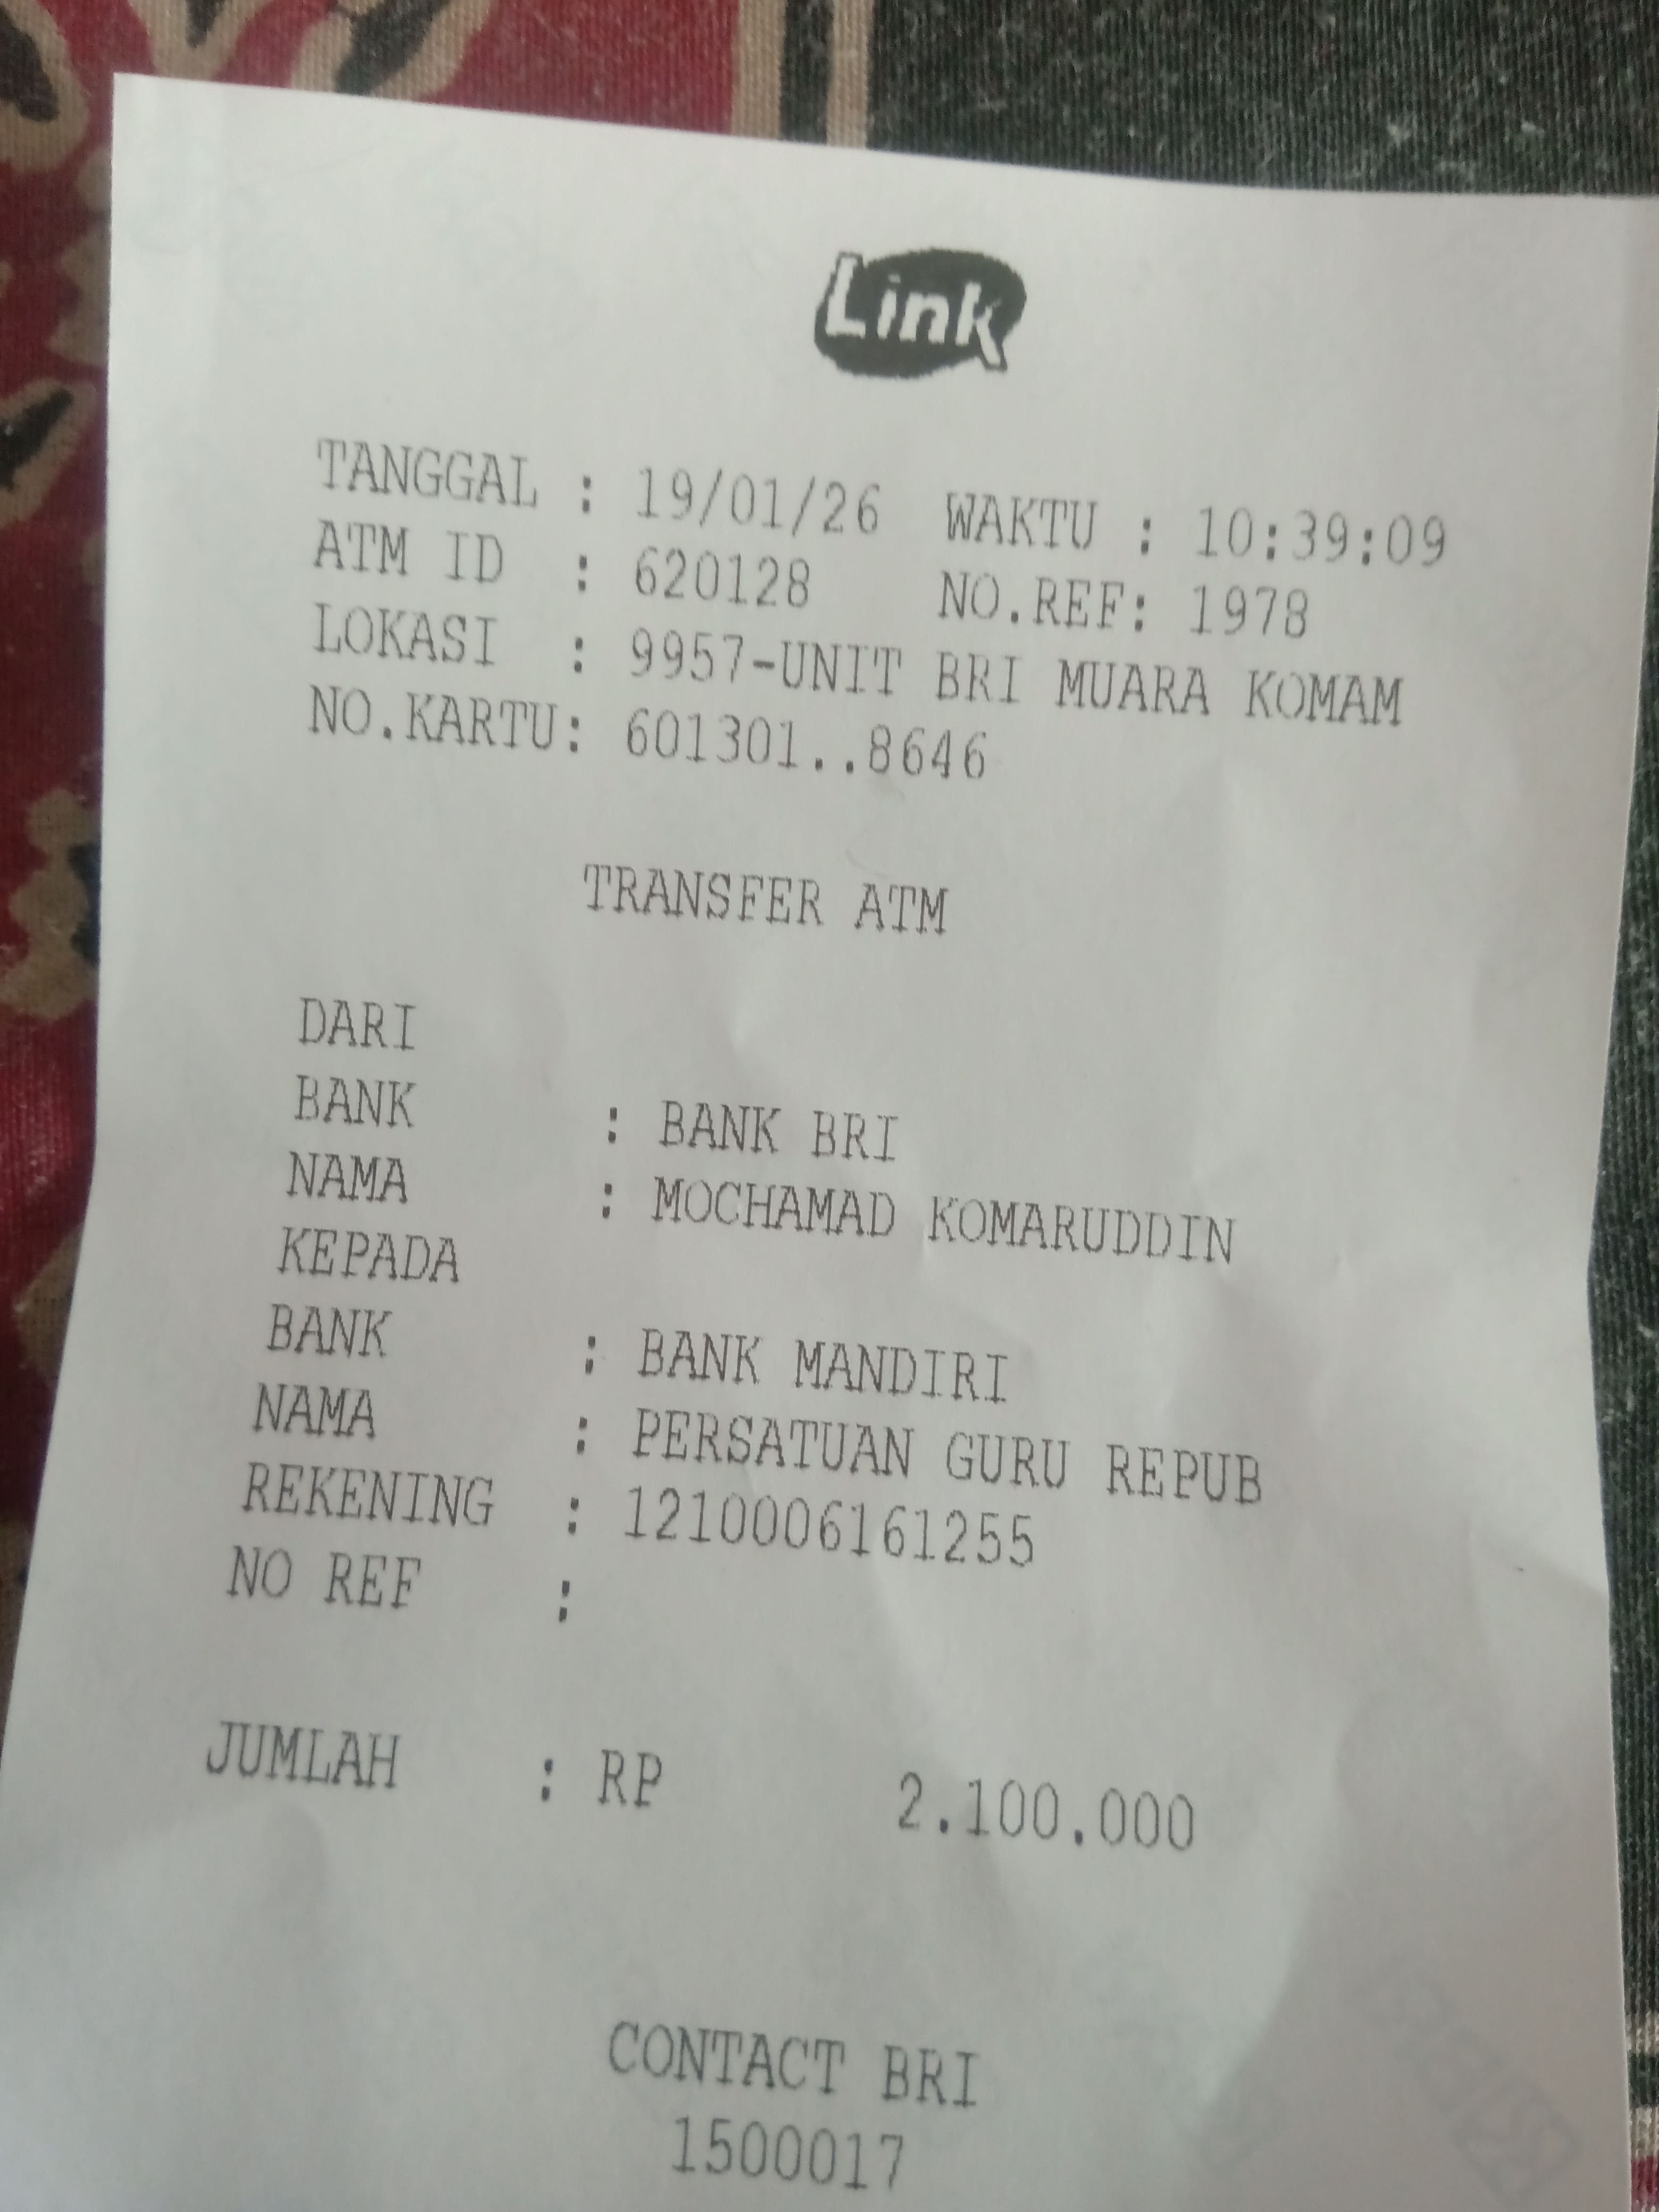 Link
TANGGAL : 19/01/26 WAKTU : 10:39:09
ATM ID : 620128 NO.REF: 1978
LOKASI : 9957-UNIT BRI MUARA KOMAM
NO.KARTU: 601301..8646
TRANSFER ATM
DARI
BANK : BANK BRI
NAMA : MOCHAMAD KOMARUDDIN
KEPADA
BANK : BANK MANDIRI
NAMA : PERSATUAN GURU REPUB
REKENING : 1210006161255
NO REF :
JUMLAH : RP 2.100.000
CONTACT BRI
1500017